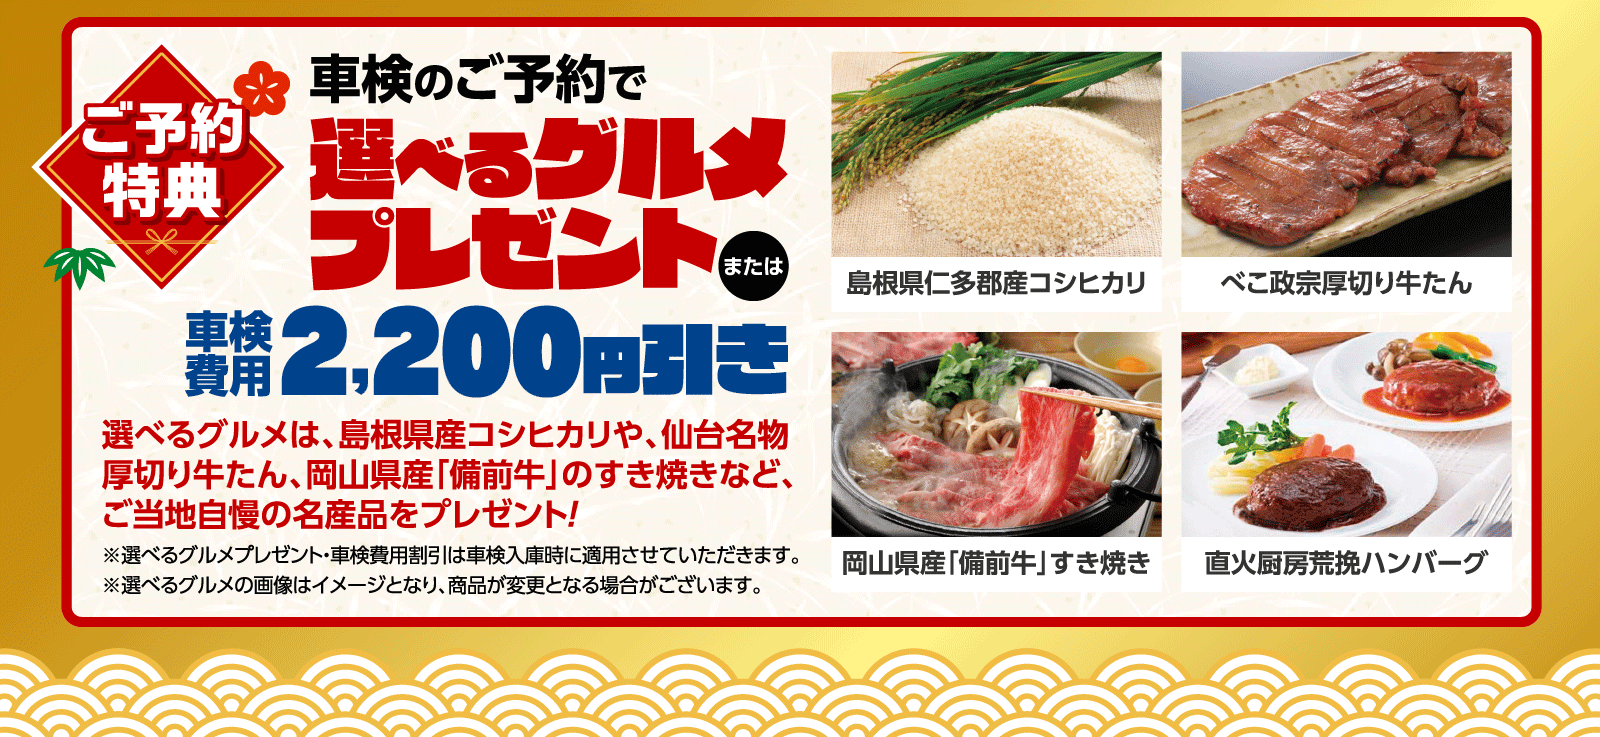 ご予約
特典
車検のご予約で
選べるグルメ
プレゼント
または
車検
費用
2,200円引き
選べるグルメは、島根県産コシヒカリや、仙台名物
厚切り牛たん、岡山県産「備前牛」のすき焼きなど、
ご当地自慢の名産品をプレゼント!
※選べるグルメプレゼント・車検費用割引は車検入庫時に適用させていただきます。
※選べるグルメの画像はイメージとなり、商品が変更となる場合がございます。
島根県仁多郡産コシヒカリ
べこ政宗厚切り牛たん
岡山県産「備前牛」すき焼き
直火厨房荒挽ハンバーグ